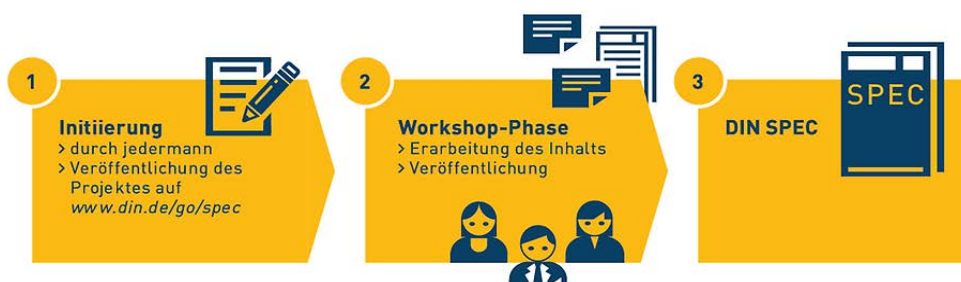 1
Initiierung
> durch jedermann
> Veröffentlichung des
Projektes auf
www.din.de/go/spec
2
Workshop-Phase
> Erarbeitung des Inhalts
> Veröffentlichung
3
DIN SPEC
SPEC